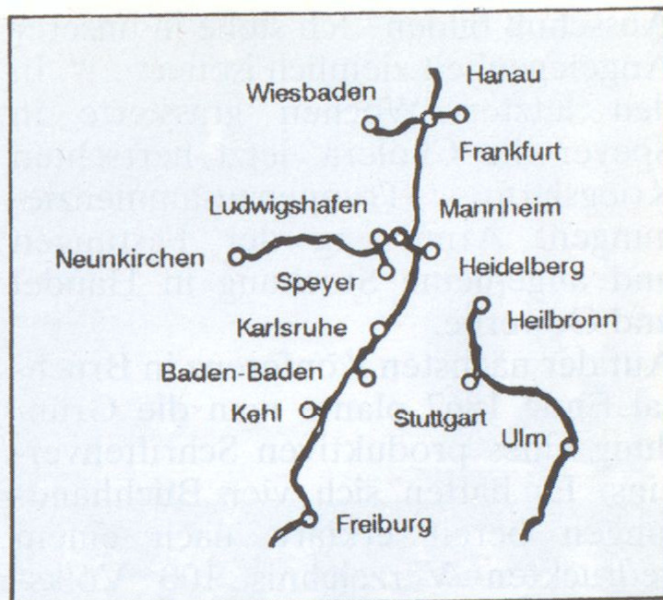 Hanau
Wiesbaden
Frankfurt
Ludwigshafen
Mannheim
Neunkirchen
Speyer
Heidelberg
Karlsruhe
Heilbronn
Baden-Baden
Kehl
Stuttgart
Ulm
Freiburg